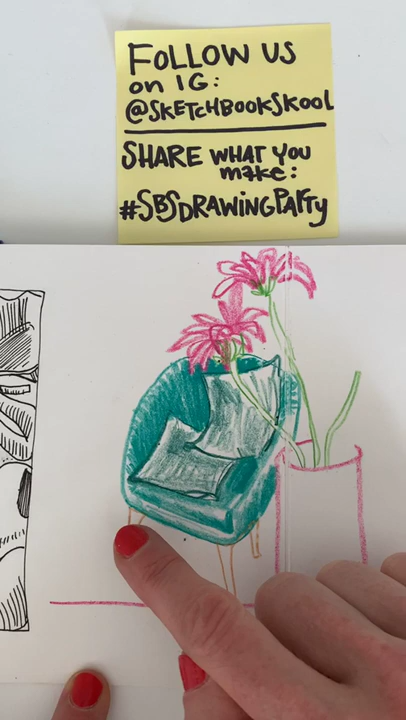 FOLLOW US
on IG:
@SKETCHBOOKSKOOL
SHARE WHAT YOU
make:
#SBSDRAWINGPARTY